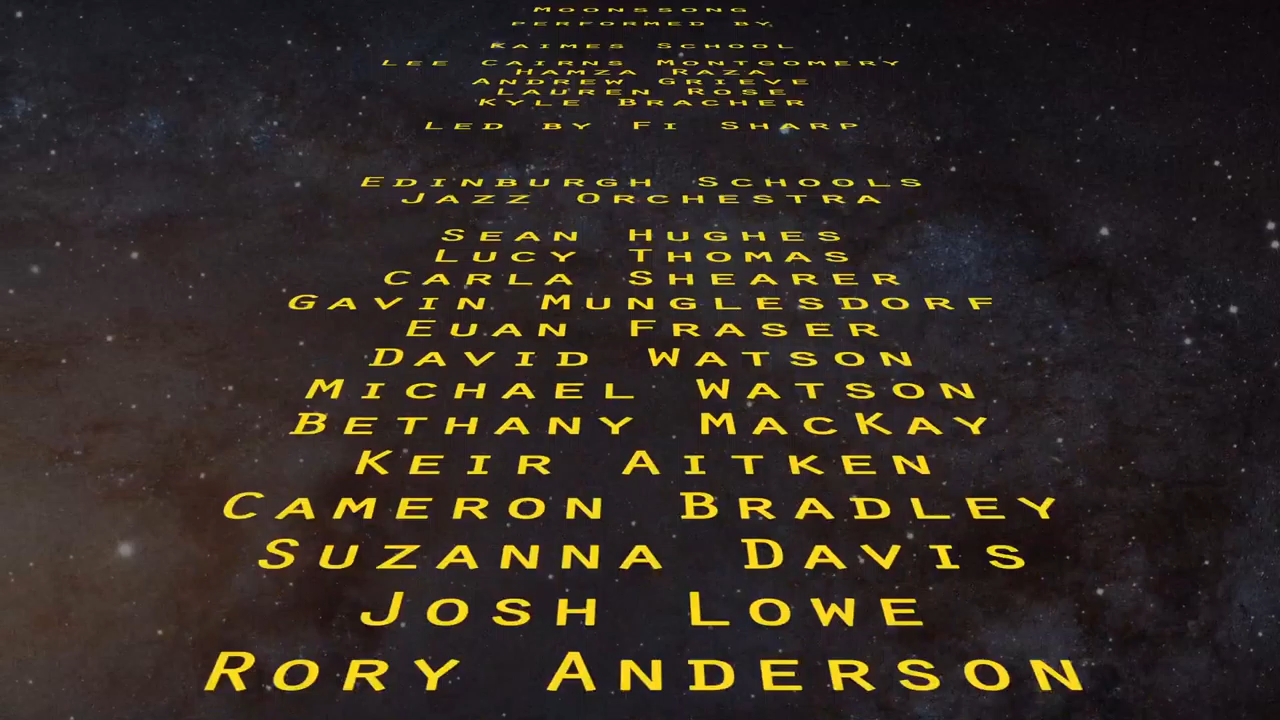 Moonssong
performed by
Kaimes School
Lee Cairns Montgomery
Hamza Raza
Andrew Grieve
Lauren Rose
Kyle Bracher
Led by Fi Sharp
Edinburgh Schools
Jazz Orchestra
Sean Hughes
Lucy Thomas
Carla Shearer
Gavin Munglesdorf
Euan Fraser
David Watson
Michael Watson
Bethany MacKay
Keir Aitken
Cameron Bradley
Suzanna Davis
Josh Lowe
Rory Anderson